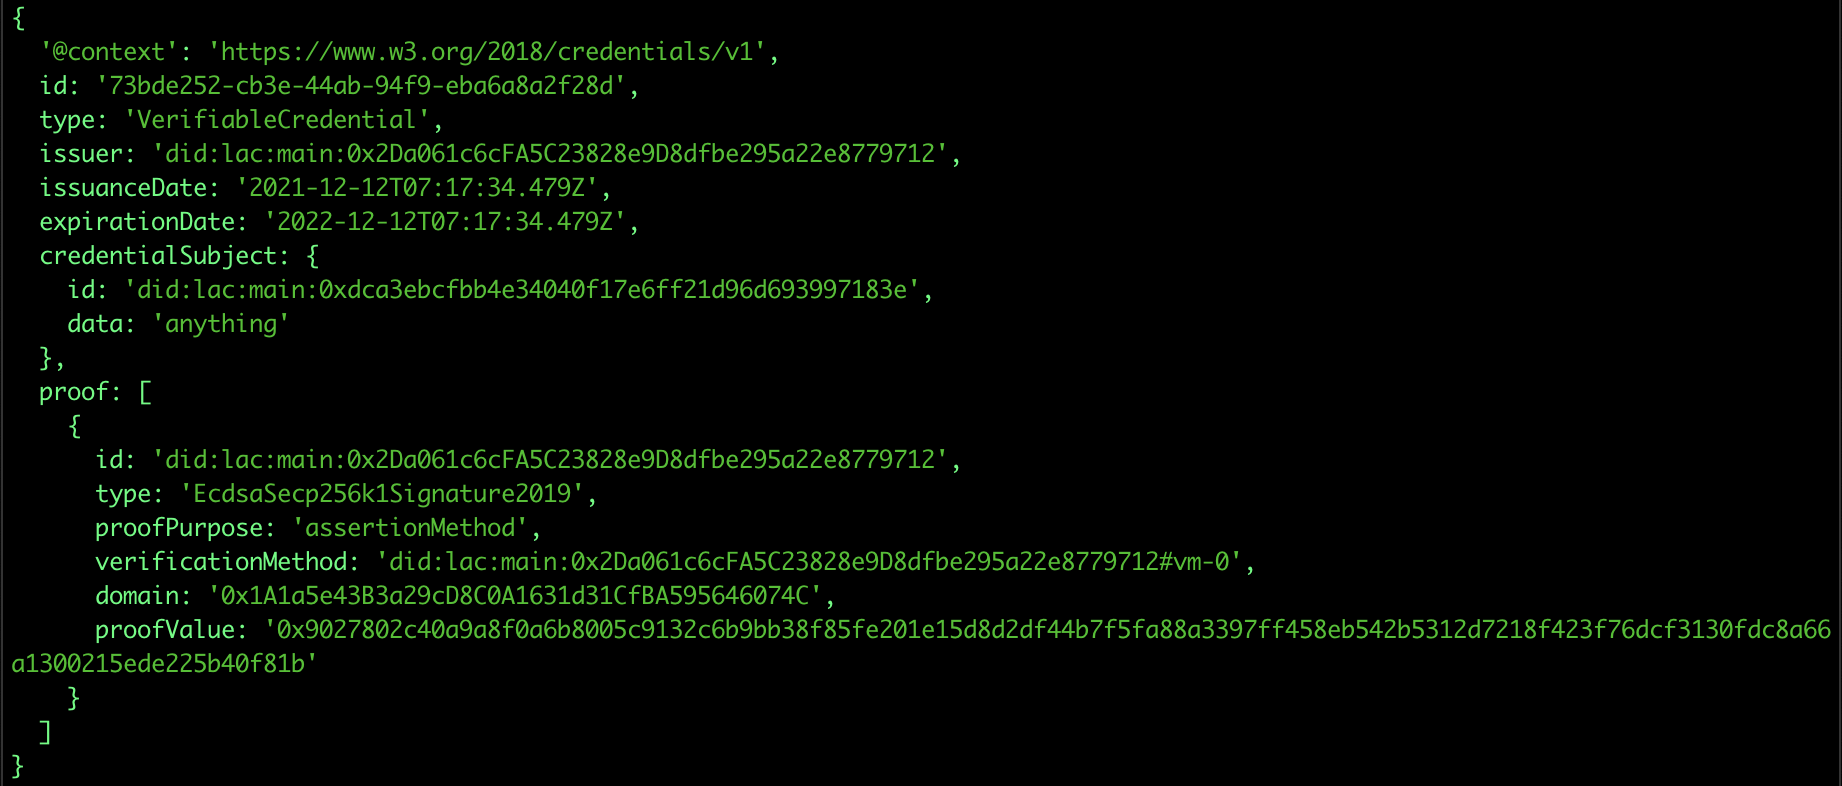 {
  '@context': 'https://www.w3.org/2018/credentials/v1',
  id: '73bde252-cb3e-44ab-94f9-eba6a8a2f28d',
  type: 'VerifiableCredential',
  issuer: 'did:lac:main:0x2Da061c6cFA5C23828e9D8dfbe295a22e8779712',
  issuanceDate: '2021-12-12T07:17:34.479Z',
  expirationDate: '2022-12-12T07:17:34.479Z',
  credentialSubject: {
    id: 'did:lac:main:0xdca3ebcfbb4e34040f17e6ff21d96d693997183e',
    data: 'anything'
  },
  proof: [
    {
      id: 'did:lac:main:0x2Da061c6cFA5C23828e9D8dfbe295a22e8779712',
      type: 'EcdsaSecp256k1Signature2019',
      proofPurpose: 'assertionMethod',
      verificationMethod: 'did:lac:main:0x2Da061c6cFA5C23828e9D8dfbe295a22e8779712#vm-0',
      domain: '0x1A1a5e43B3a29cD8C0A1631d31CfBA595646074C',
      proofValue: '0x9027802c40a9a8f0a6b8005c9132c6b9bb38f85fe201e15d8d2df44b7f5fa88a3397ff458eb542b5312d7218f423f76dcf3130fdc8a66
a1300215ede225b40f81b'
    }
  ]
}